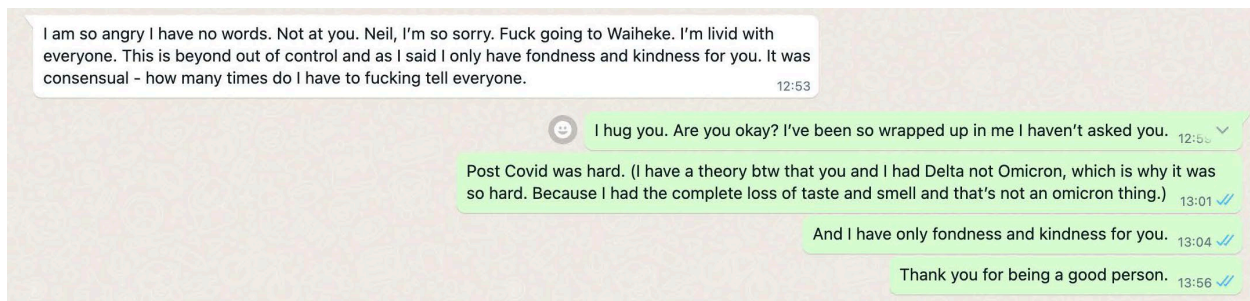 I am so angry I have no words. Not at you. Neil, I'm so sorry. Fuck going to Waiheke. I'm livid with
everyone. This is beyond out of control and as I said I only have fondness and kindness for you. It was
consensual - how many times do I have to fucking tell everyone.
12:53
I hug you. Are you okay? I've been so wrapped up in me I haven't asked you.
Post Covid was hard. (I have a theory btw that you and I had Delta not Omicron, which is why it was
so hard. Because I had the complete loss of taste and smell and that's not an omicron thing.) 13:01
And I have only fondness and kindness for you. 13:04
Thank you for being a good person. 13:56